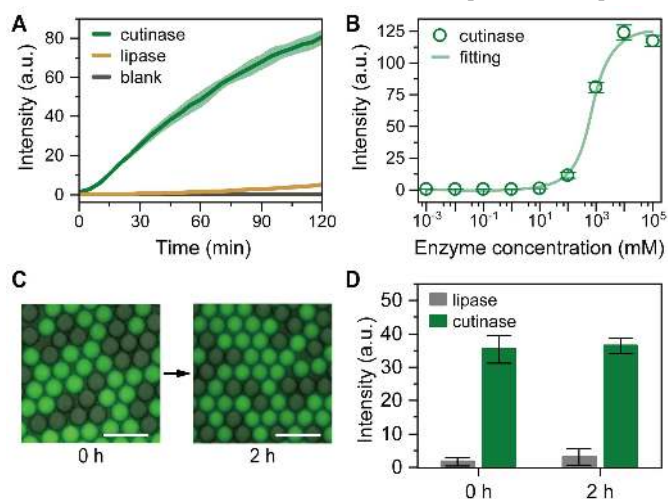 A
cutinase
lipase
blank
Intensity (a.u.)
80
60
40
20
0
0 30 60 90 120
Time (min)
B
cutinase
fitting
Intensity (a.u.)
125
100
75
50
25
0
10⁻³ 10⁻¹ 10¹ 10³ 10⁵
Enzyme concentration (mM)
C
0 h
2 h
D
lipase
cutinase
Intensity (a.u.)
50
40
30
20
10
0
0 h 2 h